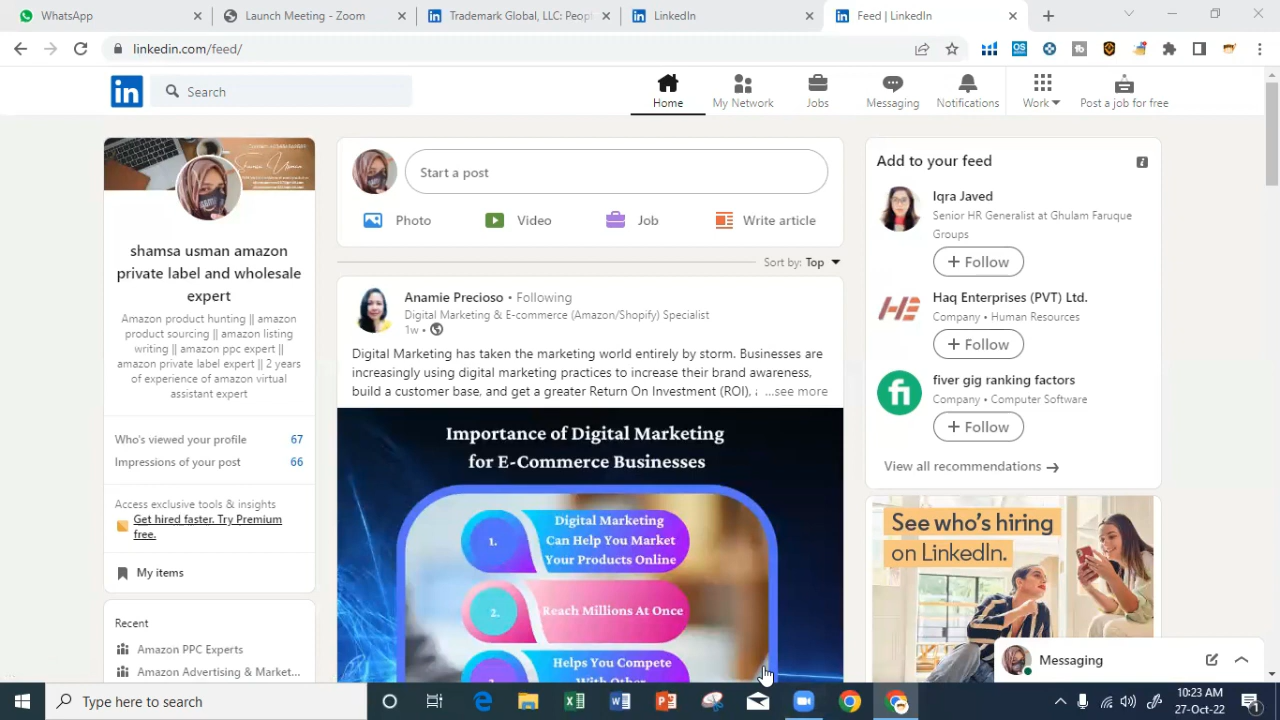 WhatsApp
Launch Meeting - Zoom
Trademark Global, LLC: Peopl
LinkedIn
Feed | LinkedIn
linkedin.com/feed/
in
Search
Home
My Network
Jobs
Messaging
Notifications
Work
Post a job for free
shamsa usman amazon
private label and wholesale
expert
Amazon product hunting || amazon
product sourcing || amazon listing
writing || amazon ppc expert ||
amazon private label expert || 2 years
of experience of amazon virtual
assistant expert
Who's viewed your profile 67
Impressions of your post 66
Access exclusive tools & insights
Get hired faster. Try Premium
free.
My items
Recent
Amazon PPC Experts
Amazon Advertising & Market...
Start a post
Photo
Video
Job
Write article
Sort by: Top
Anamie Precioso • Following
Digital Marketing & E-commerce (Amazon/Shopify) Specialist
1w •
Digital Marketing has taken the marketing world entirely by storm. Businesses are
increasingly using digital marketing practices to increase their brand awareness,
build a customer base, and get a greater Return On Investment (ROI), ...see more
Importance of Digital Marketing
for E-Commerce Businesses
1.
Digital Marketing
Can Help You Market
Your Products Online
2.
Reach Millions At Once
Helps You Compete
With Other
Add to your feed
Iqra Javed
Senior HR Generalist at Ghulam Faruque
Groups
+ Follow
HE
Haq Enterprises (PVT) Ltd.
Company • Human Resources
+ Follow
fi
fiver gig ranking factors
Company • Computer Software
+ Follow
View all recommendations →
See who's hiring
on LinkedIn.
Messaging
Type here to search
10:23 AM
27-Oct-22
1